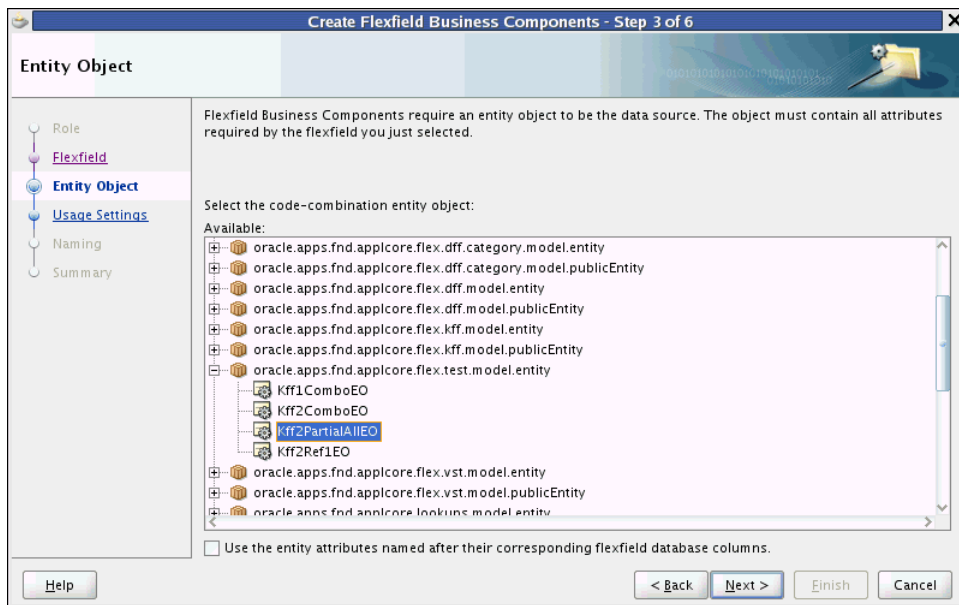 Create Flexfield Business Components - Step 3 of 6
Entity Object
Role
Flexfield
Entity Object
Usage Settings
Naming
Summary
Flexfield Business Components require an entity object to be the data source. The object must contain all attributes
required by the flexfield you just selected.
Select the code-combination entity object:
Available:
oracle.apps.fnd.applcore.flex.dff.category.model.entity
oracle.apps.fnd.applcore.flex.dff.category.model.publicEntity
oracle.apps.fnd.applcore.flex.dff.model.entity
oracle.apps.fnd.applcore.flex.dff.model.publicEntity
oracle.apps.fnd.applcore.flex.kff.model.entity
oracle.apps.fnd.applcore.flex.kff.model.publicEntity
oracle.apps.fnd.applcore.flex.test.model.entity
Kff1ComboEO
Kff2ComboEO
Kff2PartialAllEO
Kff2Ref1EO
oracle.apps.fnd.applcore.flex.vst.model.entity
oracle.apps.fnd.applcore.flex.vst.model.publicEntity
oracle.apps.fnd.applcore.lookups.model.entity
Use the entity attributes named after their corresponding flexfield database columns.
Help
< Back
Next >
Finish
Cancel